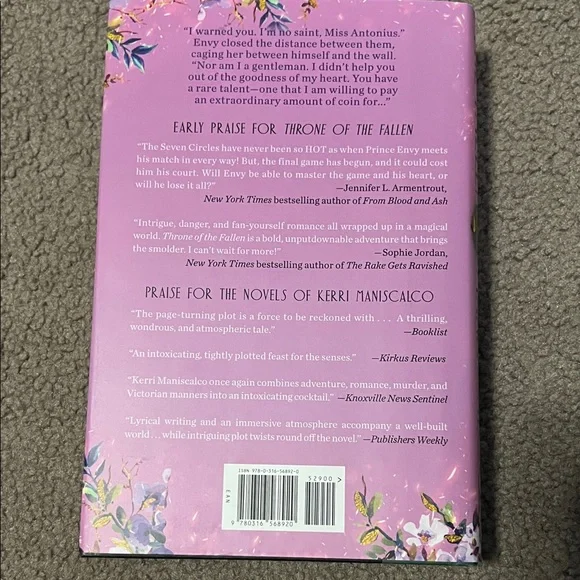 "I warned you. I'm no saint, Miss Antonius."
Envy closed the distance between them,
caging her between himself and the wall.
"Nor am I a gentleman. I didn't help you
out of the goodness of my heart. You have
a rare talent—one that I am willing to pay
an extraordinary amount of coin for..."
EARLY PRAISE FOR THRONE OF THE FALLEN
"The Seven Circles have never been so HOT as when Prince Envy meets
his match in every way! But, the final game has begun, and it could cost
him his court. Will Envy be able to master the game and his heart, or
will he lose it all?"
—Jennifer L. Armentrout,
New York Times bestselling author of From Blood and Ash
"Intrigue, danger, and fan-yourself romance all wrapped up in a magical
world. Throne of the Fallen is a bold, unputdownable adventure that brings
the smolder. I can't wait for more!"
—Sophie Jordan,
New York Times bestselling author of The Rake Gets Ravished
PRAISE FOR THE NOVELS OF KERRI MANISCALCO
"The page-turning plot is a force to be reckoned with . . . A thrilling,
wondrous, and atmospheric tale."
—Booklist
"An intoxicating, tightly plotted feast for the senses." —Kirkus Reviews
"Kerri Maniscalco once again combines adventure, romance, murder, and
Victorian manners into an intoxicating cocktail." —Knoxville News Sentinel
"Lyrical writing and an immersive atmosphere accompany a well-built
world . . . while intriguing plot twists round off the novel." —Publishers Weekly
ISBN 978-0-316-56892-0
52900
EAN
9 780316 568920